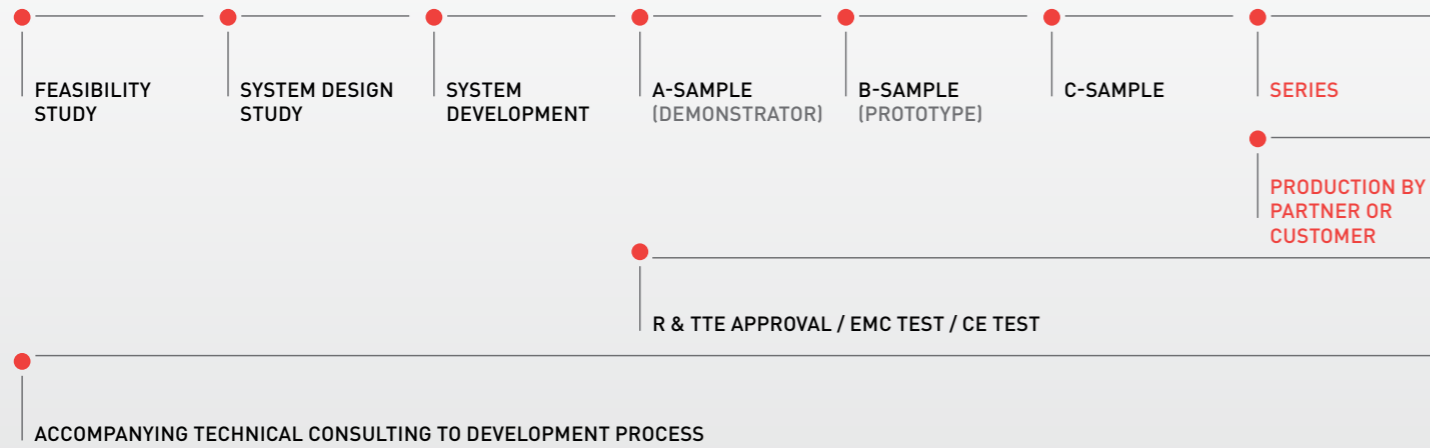 FEASIBILITY
STUDY
SYSTEM DESIGN
STUDY
SYSTEM
DEVELOPMENT
A-SAMPLE
(DEMONSTRATOR)
B-SAMPLE
(PROTOTYPE)
C-SAMPLE
SERIES
PRODUCTION BY
PARTNER OR
CUSTOMER
R & TTE APPROVAL / EMC TEST / CE TEST
ACCOMPANYING TECHNICAL CONSULTING TO DEVELOPMENT PROCESS